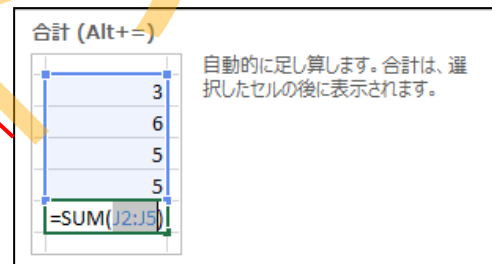 合計 (Alt+=)
自動的に足し算します。合計は、選
択したセルの後に表示されます。
3
6
5
5
=SUM(J2:J5)